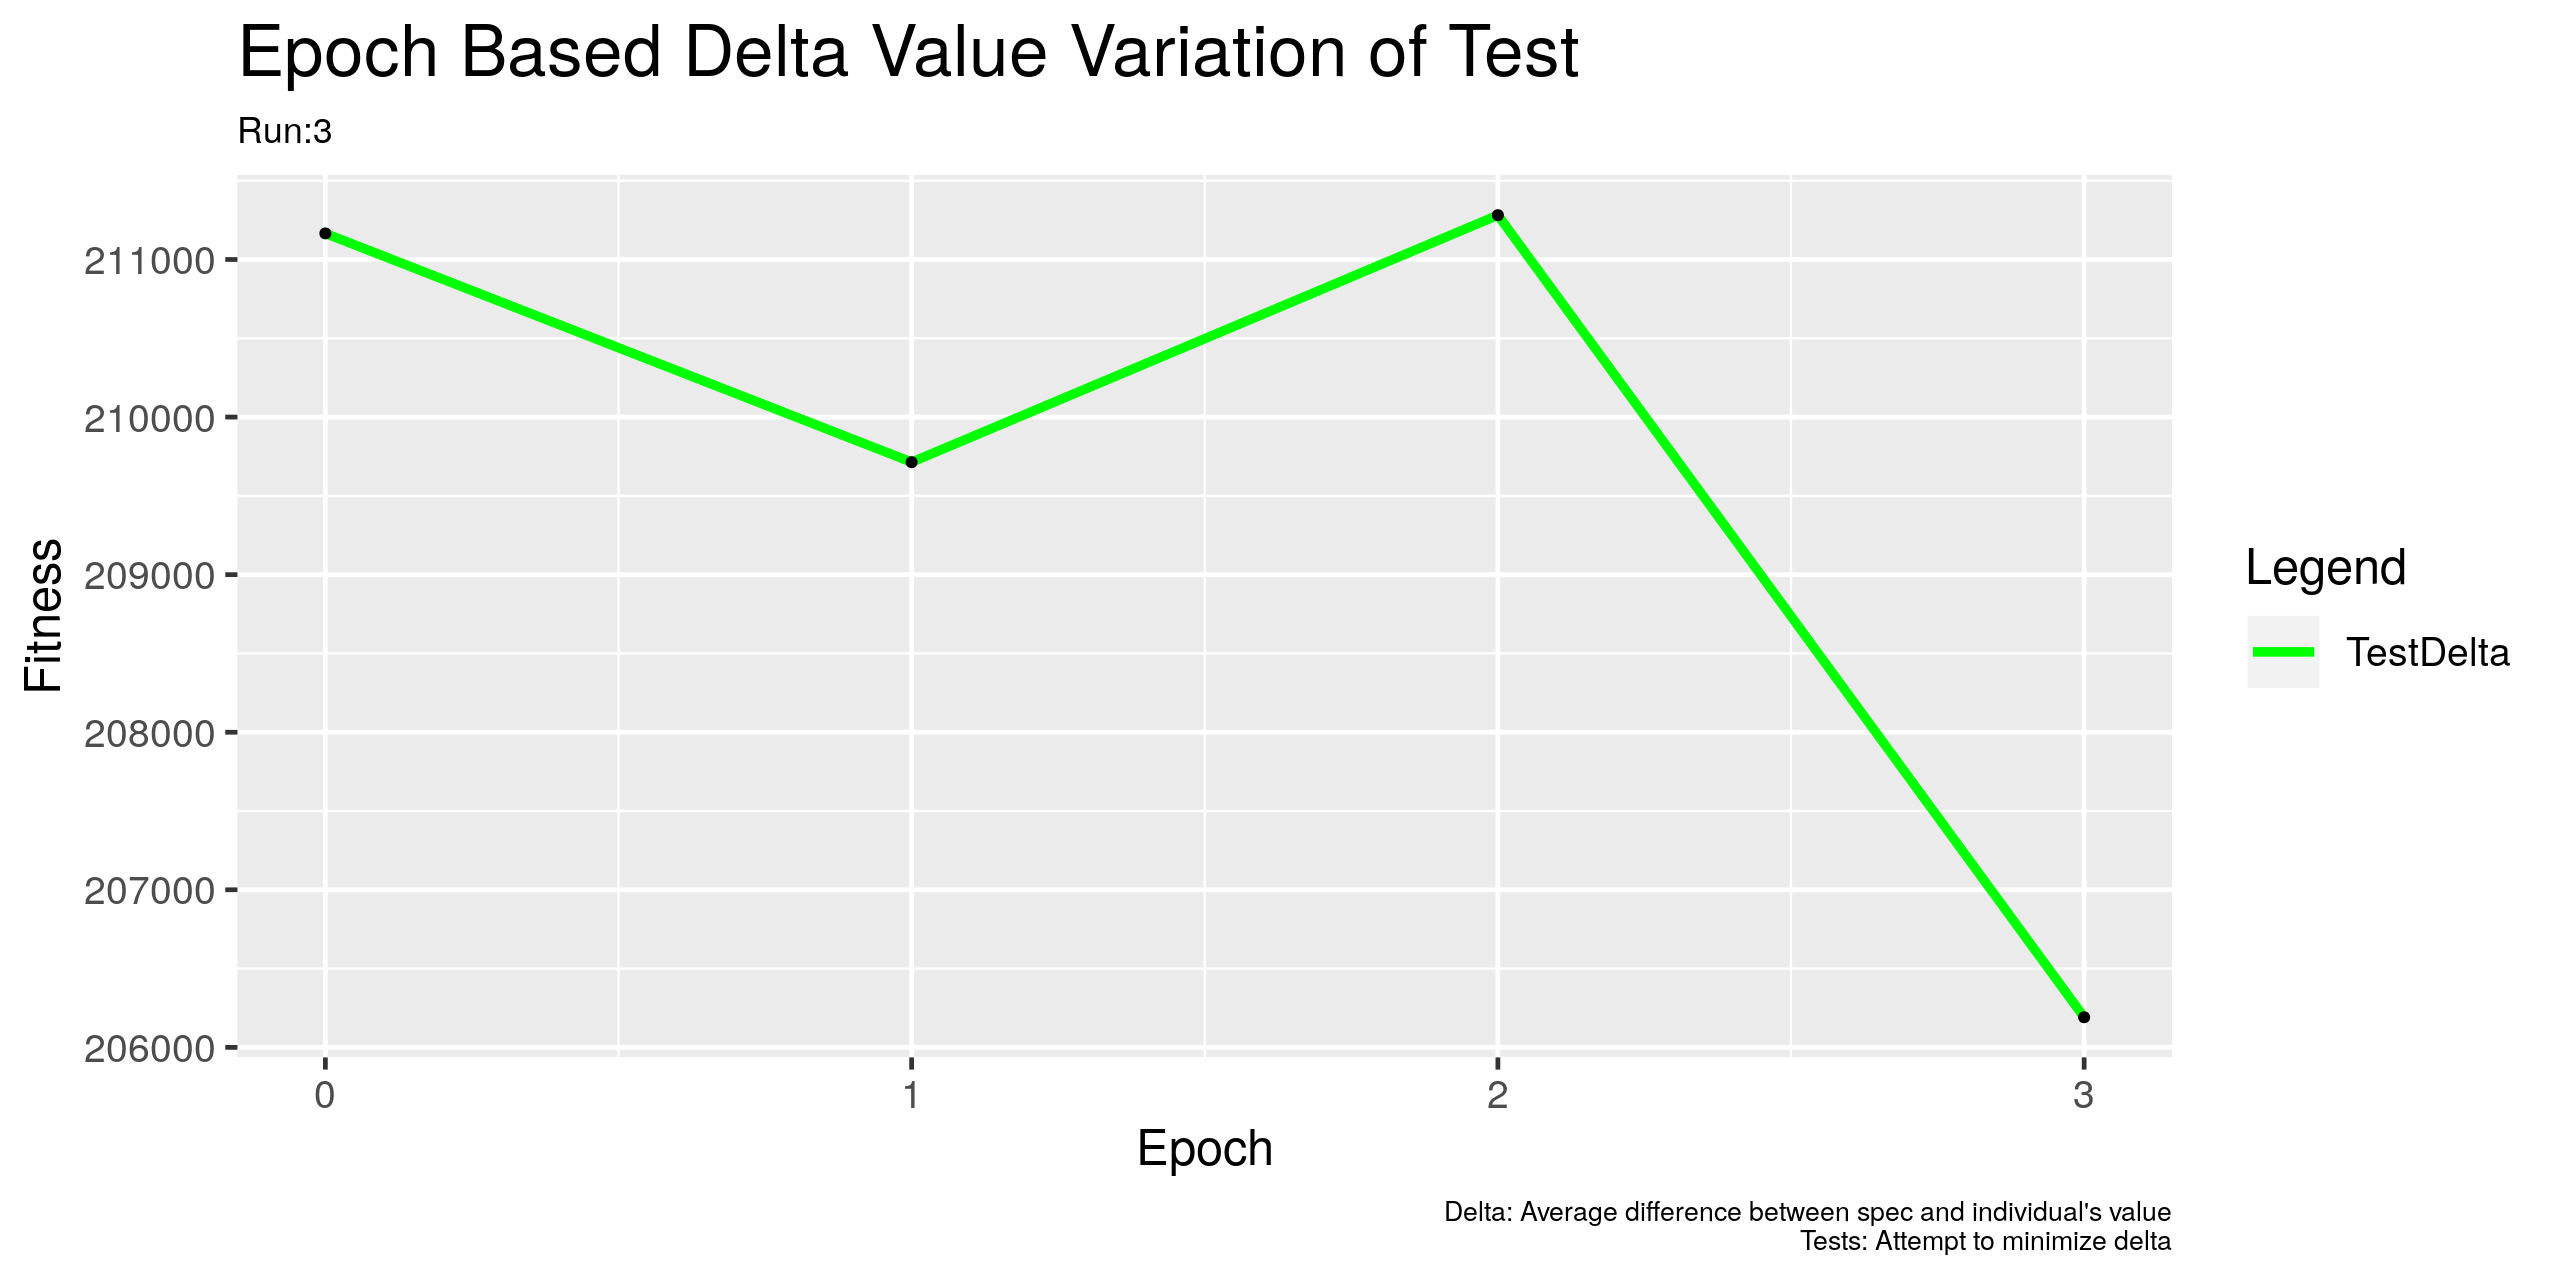 Epoch Based Delta Value Variation of Test
Run:3
Fitness
211000
210000
209000
208000
207000
206000
0 1 2 3
Epoch
Legend
TestDelta
Delta: Average difference between spec and individual's value
Tests: Attempt to minimize delta